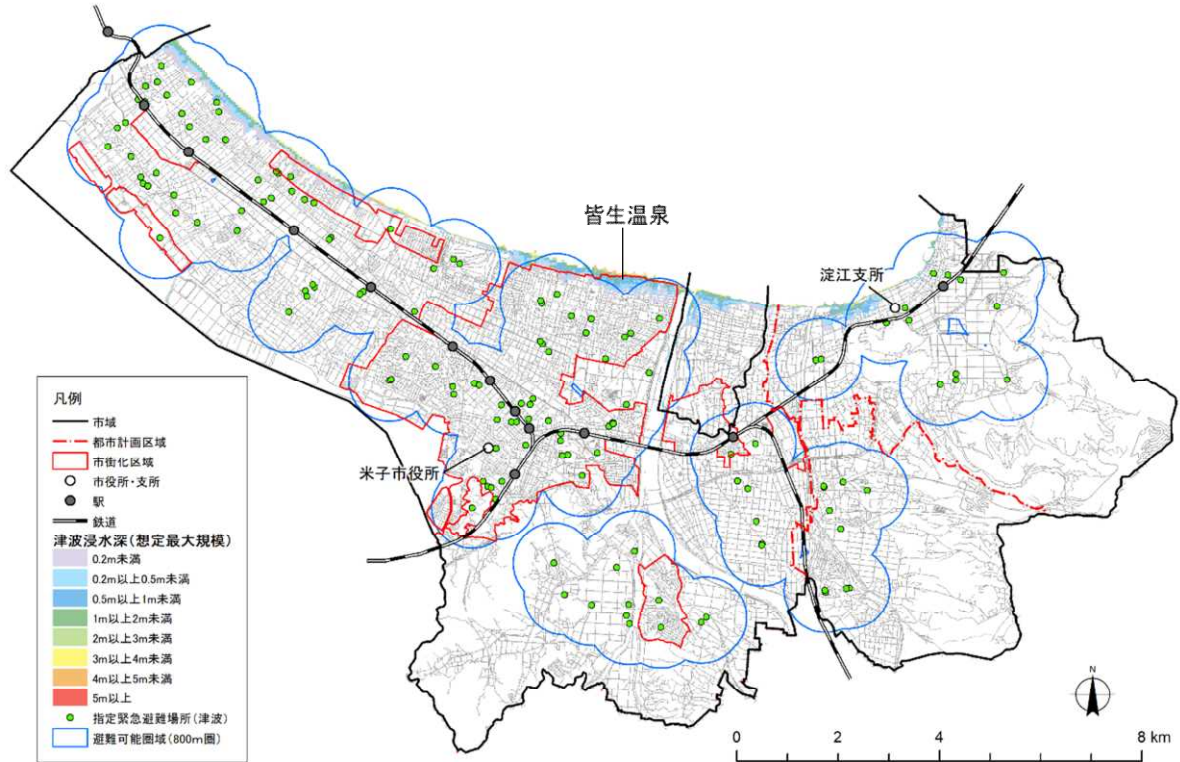 皆生温泉
淀江支所
米子市役所
凡例
市域
都市計画区域
市街化区域
市役所・支所
駅
鉄道
津波浸水深(想定最大規模)
0.2m未満
0.2m以上0.5m未満
0.5m以上1m未満
1m以上2m未満
2m以上3m未満
3m以上4m未満
4m以上5m未満
5m以上
指定緊急避難場所(津波)
避難可能圏域(800m圏)
N
0 2 4 6 8 km